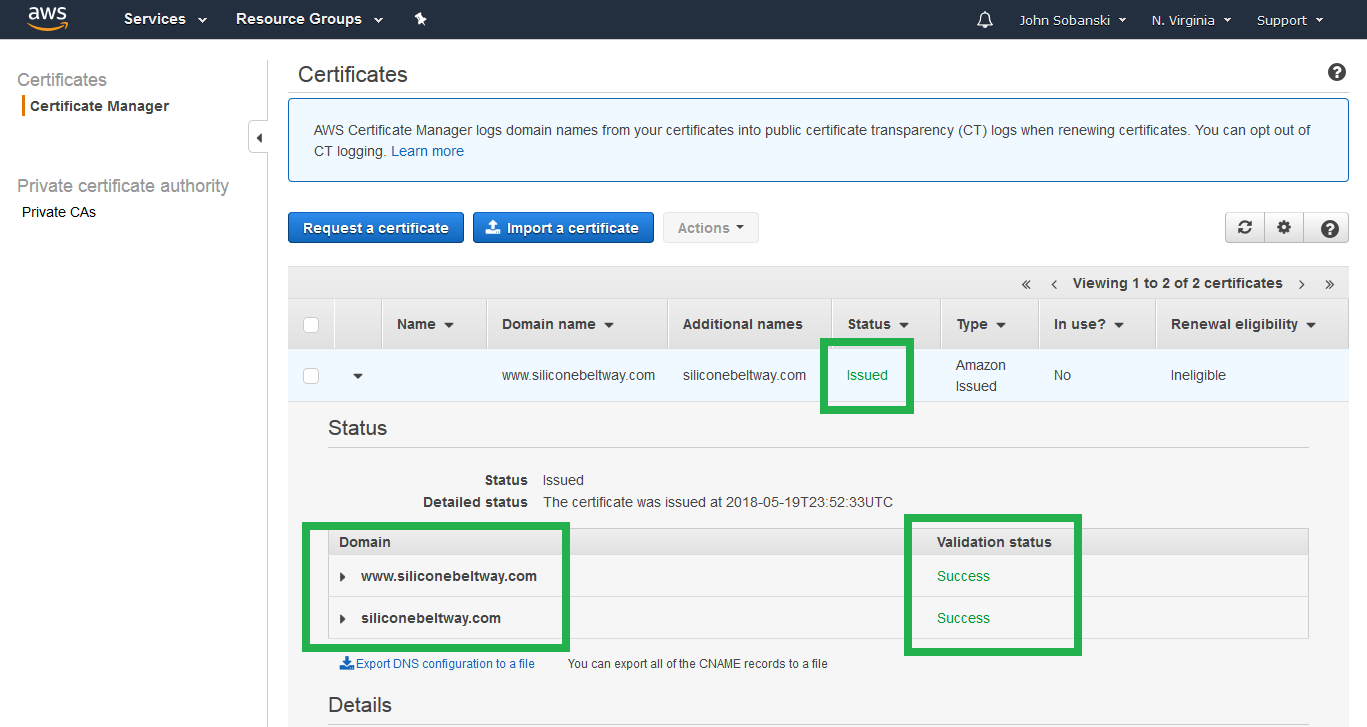 aws
Services
Resource Groups
John Sobanski
N. Virginia
Support
Certificates
Certificate Manager
Private certificate authority
Private CAs
Certificates
AWS Certificate Manager logs domain names from your certificates into public certificate transparency (CT) logs when renewing certificates. You can opt out of
CT logging. Learn more
Request a certificate
Import a certificate
Actions
« ‹ Viewing 1 to 2 of 2 certificates › »
Name
Domain name
Additional names
Status
Type
In use?
Renewal eligibility
www.siliconebeltway.com
siliconebeltway.com
Issued
Amazon
Issued
No
Ineligible
Status
Status Issued
Detailed status The certificate was issued at 2018-05-19T23:52:33UTC
Domain Validation status
www.siliconebeltway.com Success
siliconebeltway.com Success
Export DNS configuration to a file You can export all of the CNAME records to a file
Details